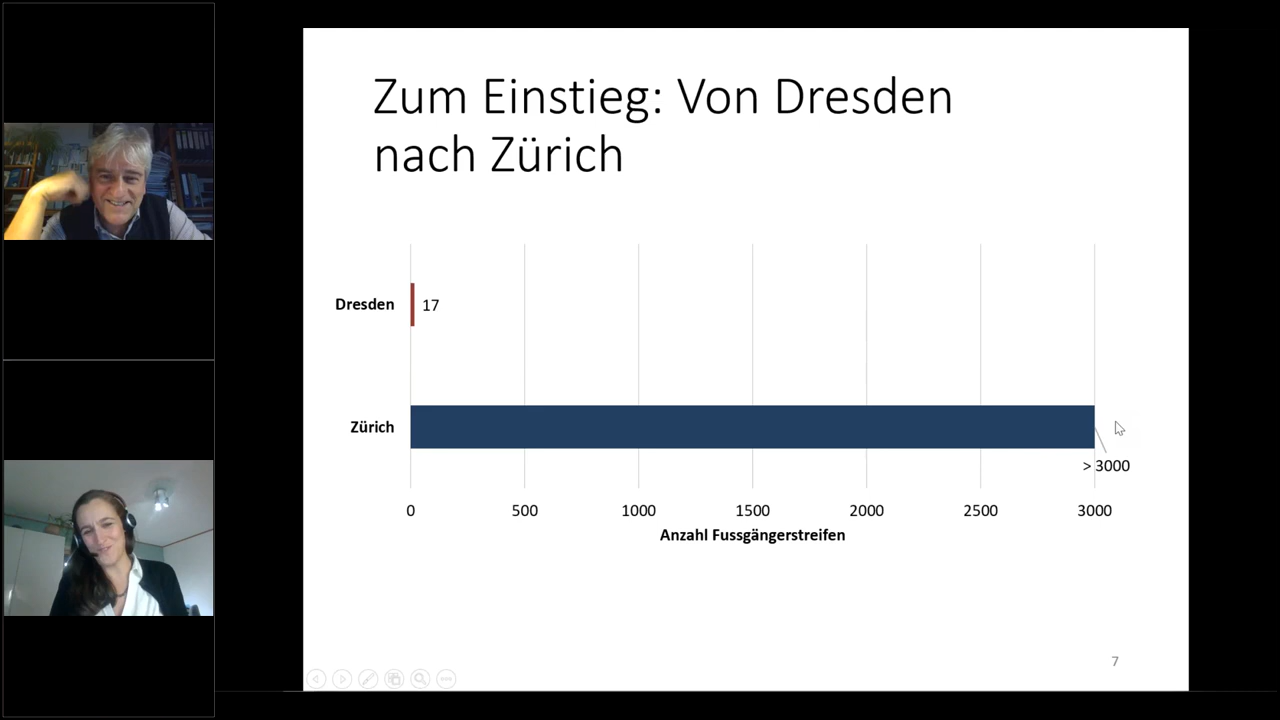 Zum Einstieg: Von Dresden
nach Zürich
Dresden
17
Zürich
> 3000
0 500 1000 1500 2000 2500 3000
Anzahl Fussgängerstreifen
7